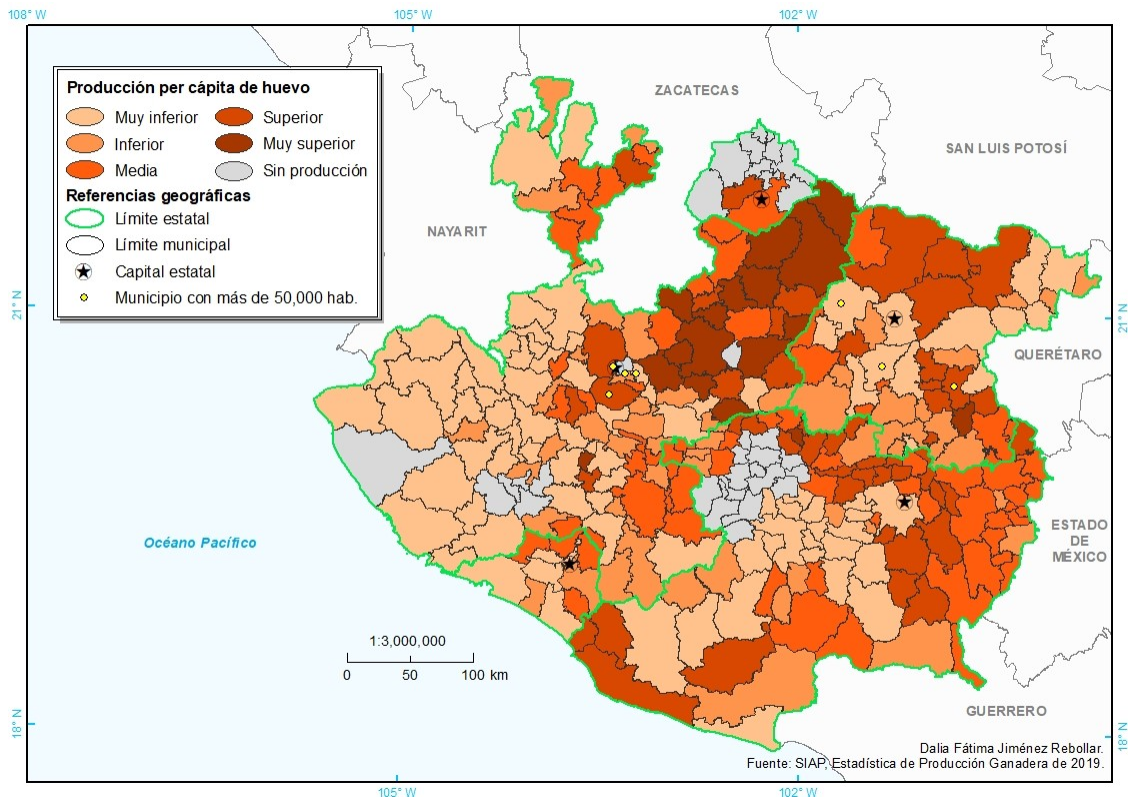 108° W
105° W
102° W
Producción per cápita de huevo
Muy inferior
Superior
Inferior
Muy superior
Media
Sin producción
Referencias geográficas
Límite estatal
Límite municipal
Capital estatal
Municipio con más de 50,000 hab.
ZACATECAS
SAN LUIS POTOSÍ
NAYARIT
21° N
21° N
QUERÉTARO
Océano Pacífico
ESTADO
DE
MÉXICO
1:3,000,000
0 50 100 km
GUERRERO
18° N
18° N
Dalia Fátima Jiménez Rebollar.
Fuente: SIAP, Estadística de Producción Ganadera de 2019.
105° W
102° W